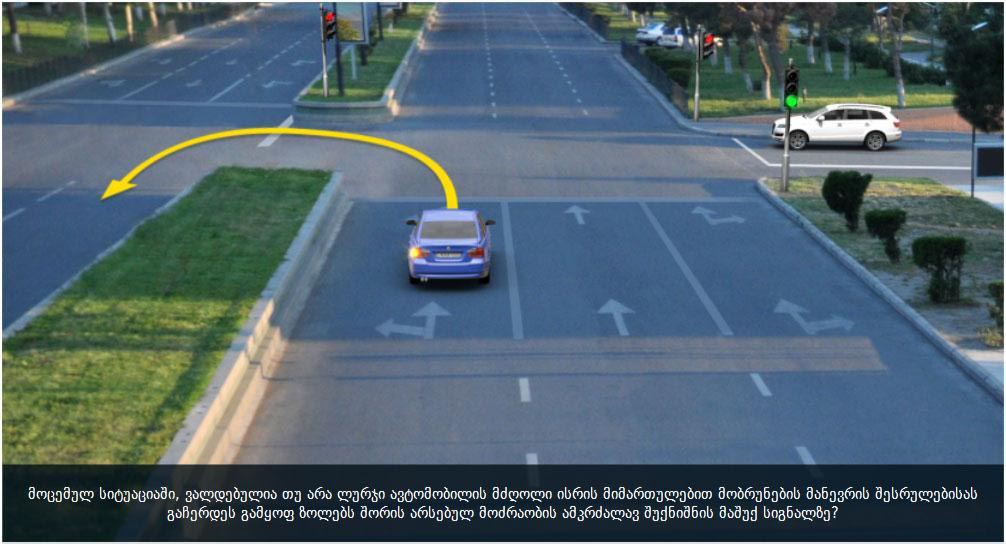 მოცემულ სიტუაციაში, ვალდებულია თუ არა ლურჯი ავტომობილის მძღოლი ისრის მიმართულებით მობრუნების მანევრის შესრულებისას
გაჩერდეს გამყოფ ზოლებს შორის არსებულ მოძრაობის ამკრძალავ შუქნიშნის მაშუქ სიგნალზე?